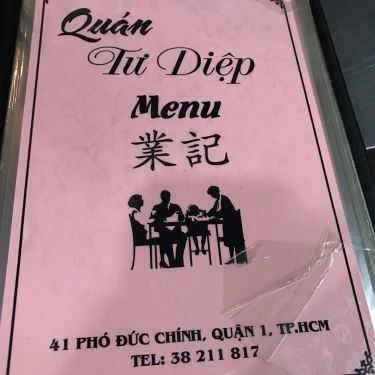 Quán
Tư Diệp
Menu
業記
41 PHÓ ĐỨC CHÍNH, QUẬN 1, TP.HCM
TEL: 38 211 817